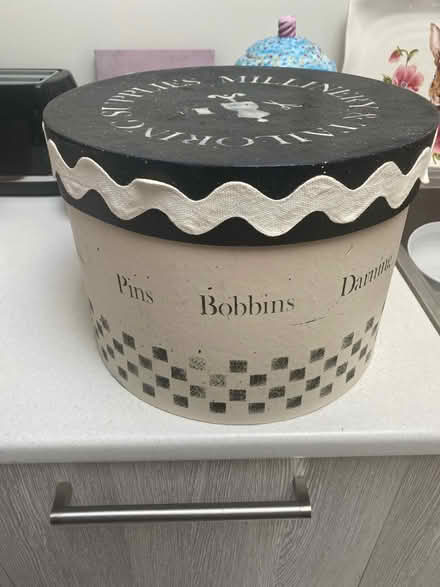 MILLINERY & TAILORING SUPPLIES
Pins Bobbins Darning